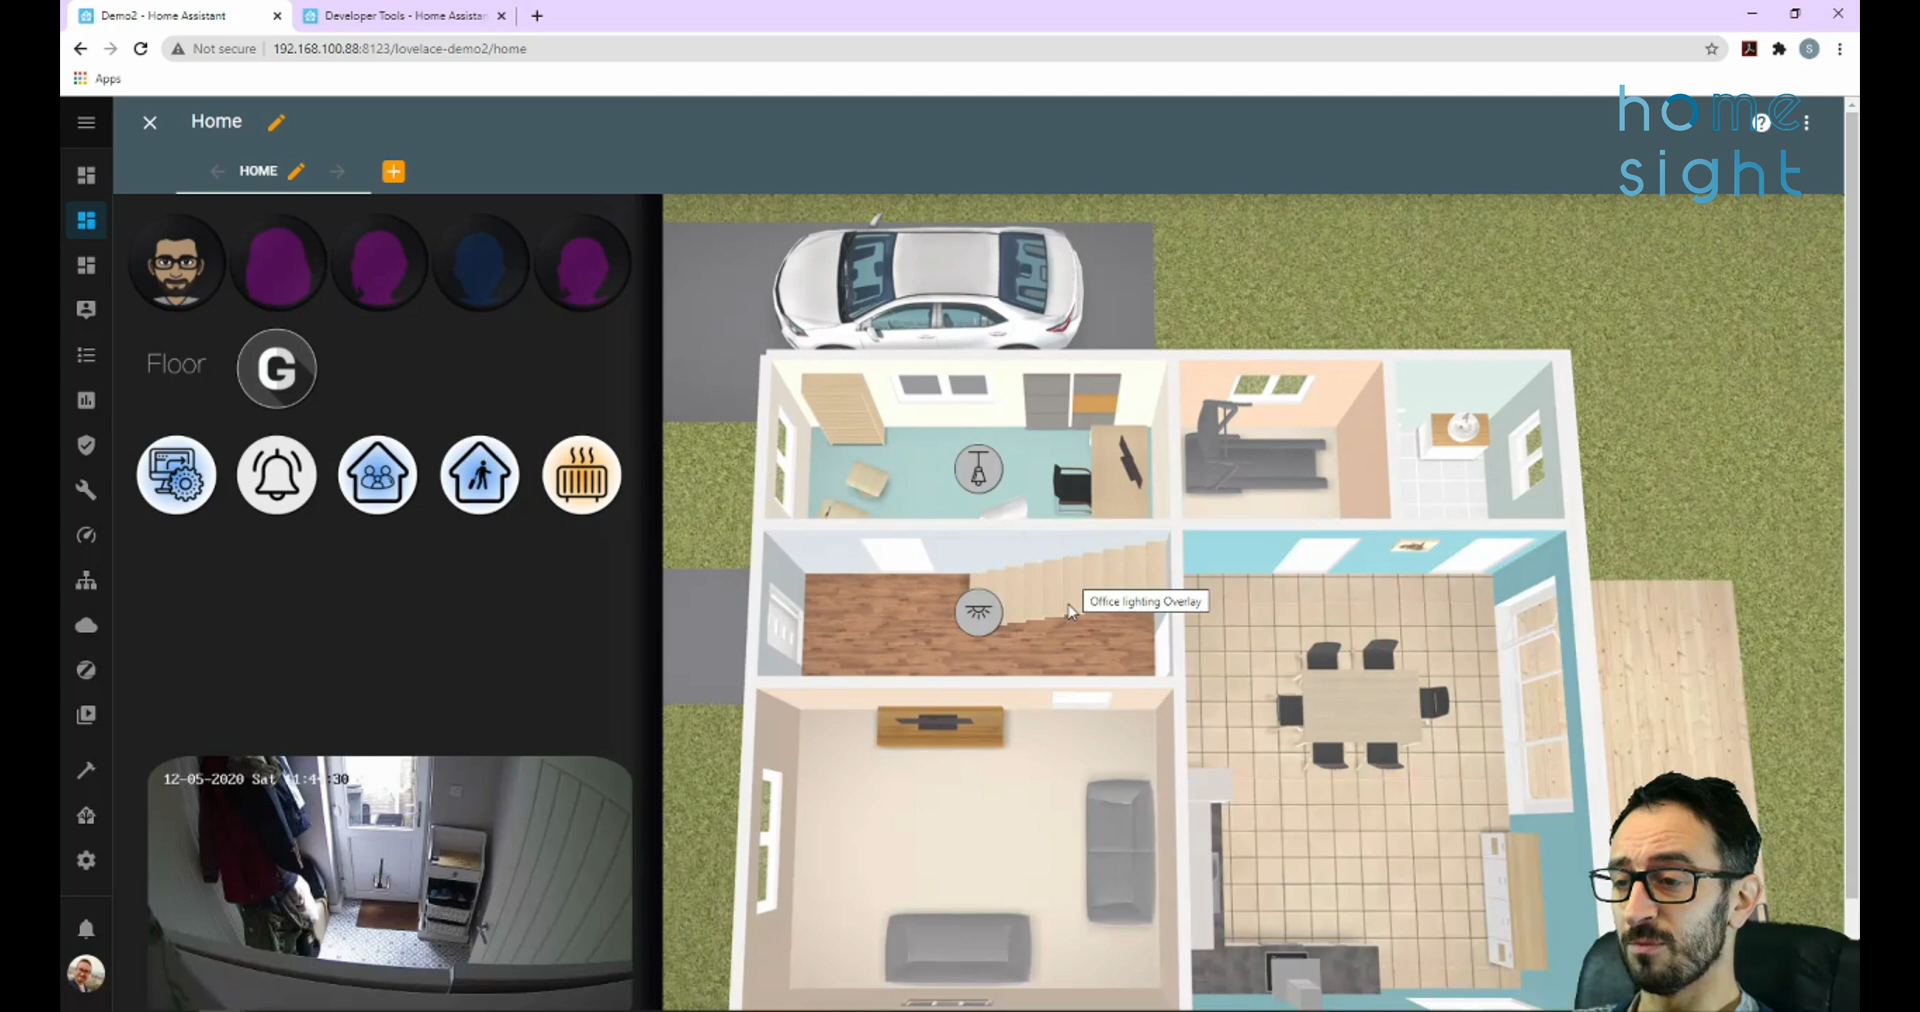 Demo2 - Home Assistant
Developer Tools - Home Assistan
Not secure
192.168.100.88:8123/lovelace-demo2/home
S
Apps
Home
HOME
home
sight
Floor
G
Office lighting Overlay
12-05-2020 Sat